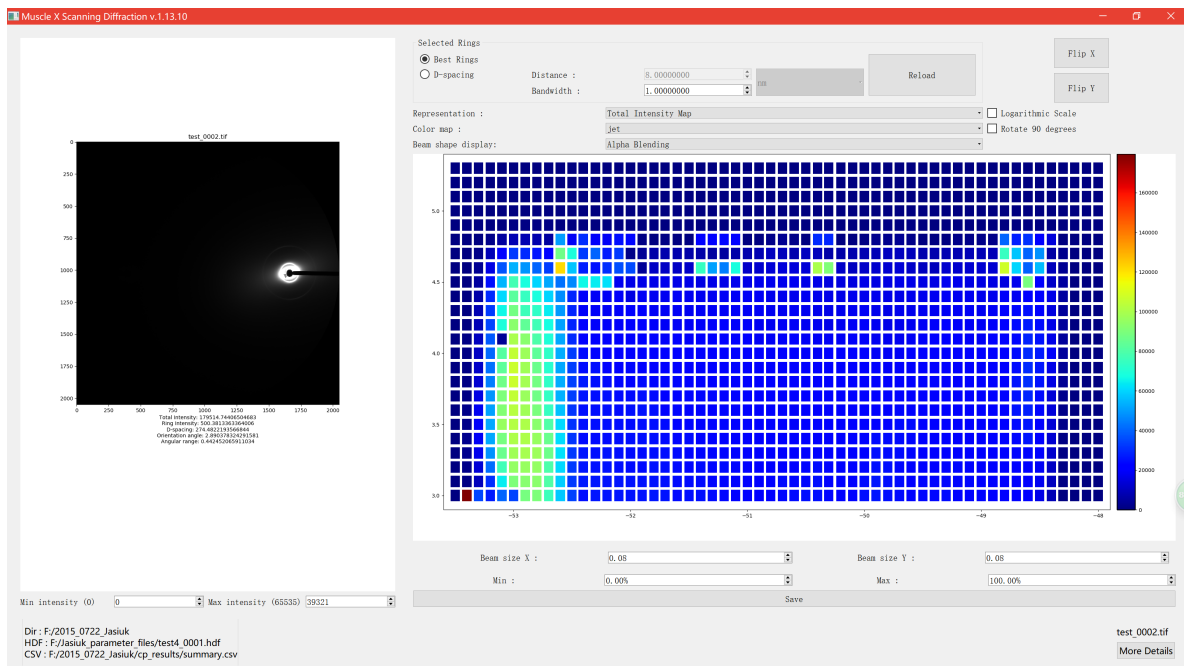 Muscle X Scanning Diffraction v.1.13.10
Selected Rings
Best Rings
D-spacing
Distance :
8.00000000
nm
Bandwidth :
1.00000000
Reload
Flip X
Flip Y
Representation :
Total Intensity Map
Logarithmic Scale
Color map :
jet
Rotate 90 degrees
Beam shape display:
Alpha Blending
test_0002.tif
0
250
500
750
1000
1250
1500
1750
2000
0 250 500 750 1000 1250 1500 1750 2000
Total Intensity: 179514.74406504683
Ring Intensity: 500.3813363364006
D-spacing: 274.4822193566844
Orientation angle: 2.890378324291581
Angular range: 0.442452065911034
5.0
4.5
4.0
3.5
3.0
−53 −52 −51 −50 −49 −48
160000
140000
120000
100000
80000
60000
40000
20000
0
Beam size X : 0.08 Beam size Y : 0.08
Min : 0.00% Max : 100.00%
Save
Min intensity (0) 0 Max intensity (65535) 39321
Dir : F:/2015_0722_Jasiuk
HDF : F:/Jasiuk_parameter_files/test4_0001.hdf
CSV : F:/2015_0722_Jasiuk/cp_results/summary.csv
test_0002.tif
More Details